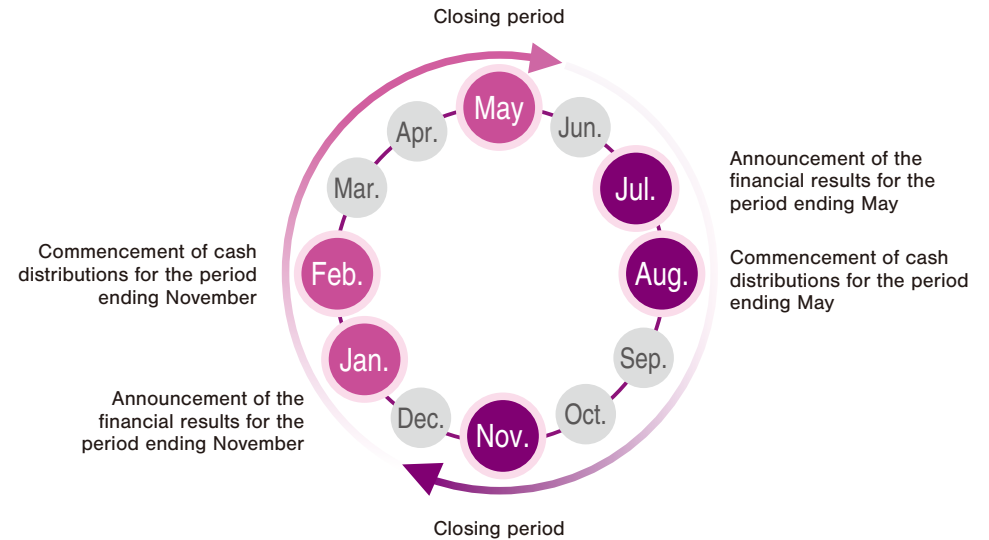 Closing period
May
Jun.
Jul.
Announcement of the
financial results for the
period ending May
Aug.
Commencement of cash
distributions for the period
ending May
Sep.
Oct.
Nov.
Closing period
Dec.
Jan.
Announcement of the
financial results for the
period ending November
Feb.
Commencement of cash
distributions for the period
ending November
Mar.
Apr.